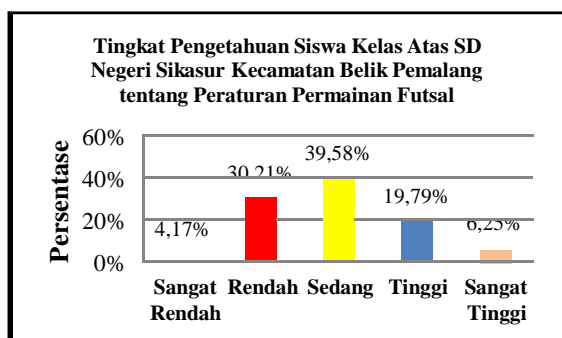 Tingkat Pengetahuan Siswa Kelas Atas SD
Negeri Sikasur Kecamatan Belik Pemalang
tentang Peraturan Permainan Futsal
Persentase
60%
40%
20%
0%
4,17%
30,21%
39,58%
19,79%
6,25%
Sangat Rendah
Rendah
Sedang
Tinggi
Sangat Tinggi